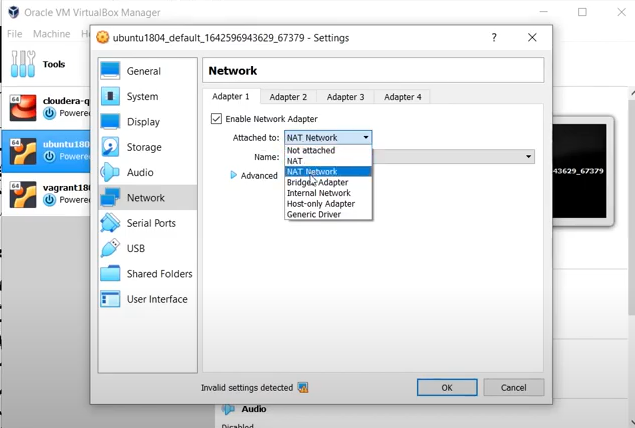 Oracle VM VirtualBox Manager
File Machine He
ubuntu1804_default_1642596943629_67379 - Settings
Tools
General
System
Display
Storage
Audio
Network
Serial Ports
USB
Shared Folders
User Interface
64
cloudera-q
Powere
64
ubuntu180
Powere
64
vagrant180
Powere
Network
Adapter 1 Adapter 2 Adapter 3 Adapter 4
Enable Network Adapter
Attached to: NAT Network
Not attached
NAT
NAT Network
Bridged Adapter
Internal Network
Host-only Adapter
Generic Driver
Name:
Advanced
43629_67379
Invalid settings detected
OK Cancel
Audio
Disabled